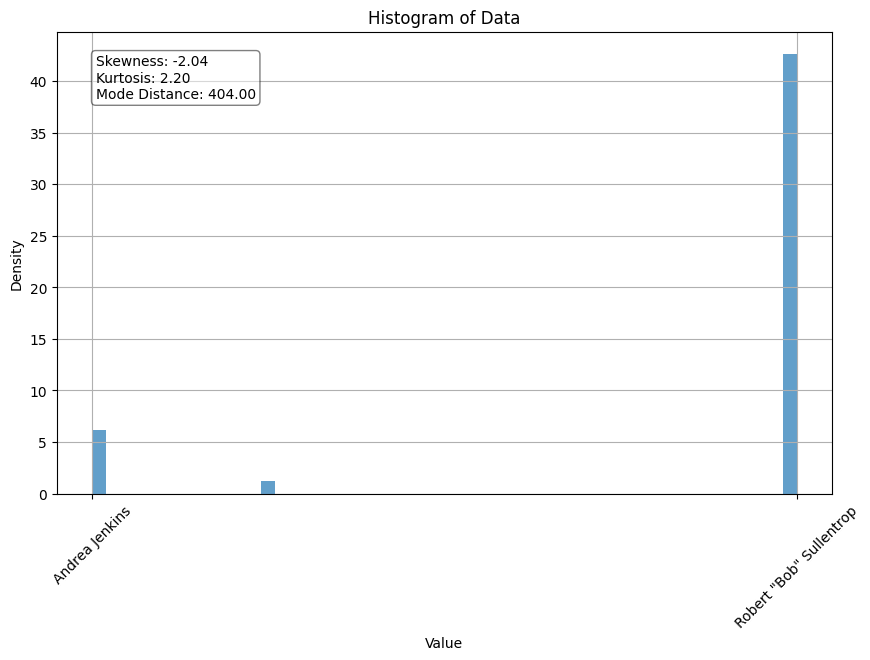 Histogram of Data
Skewness: -2.04
Kurtosis: 2.20
Mode Distance: 404.00
40
35
30
25
20
15
10
5
0
Density
Andrea Jenkins
Robert "Bob" Sullentrop
Value